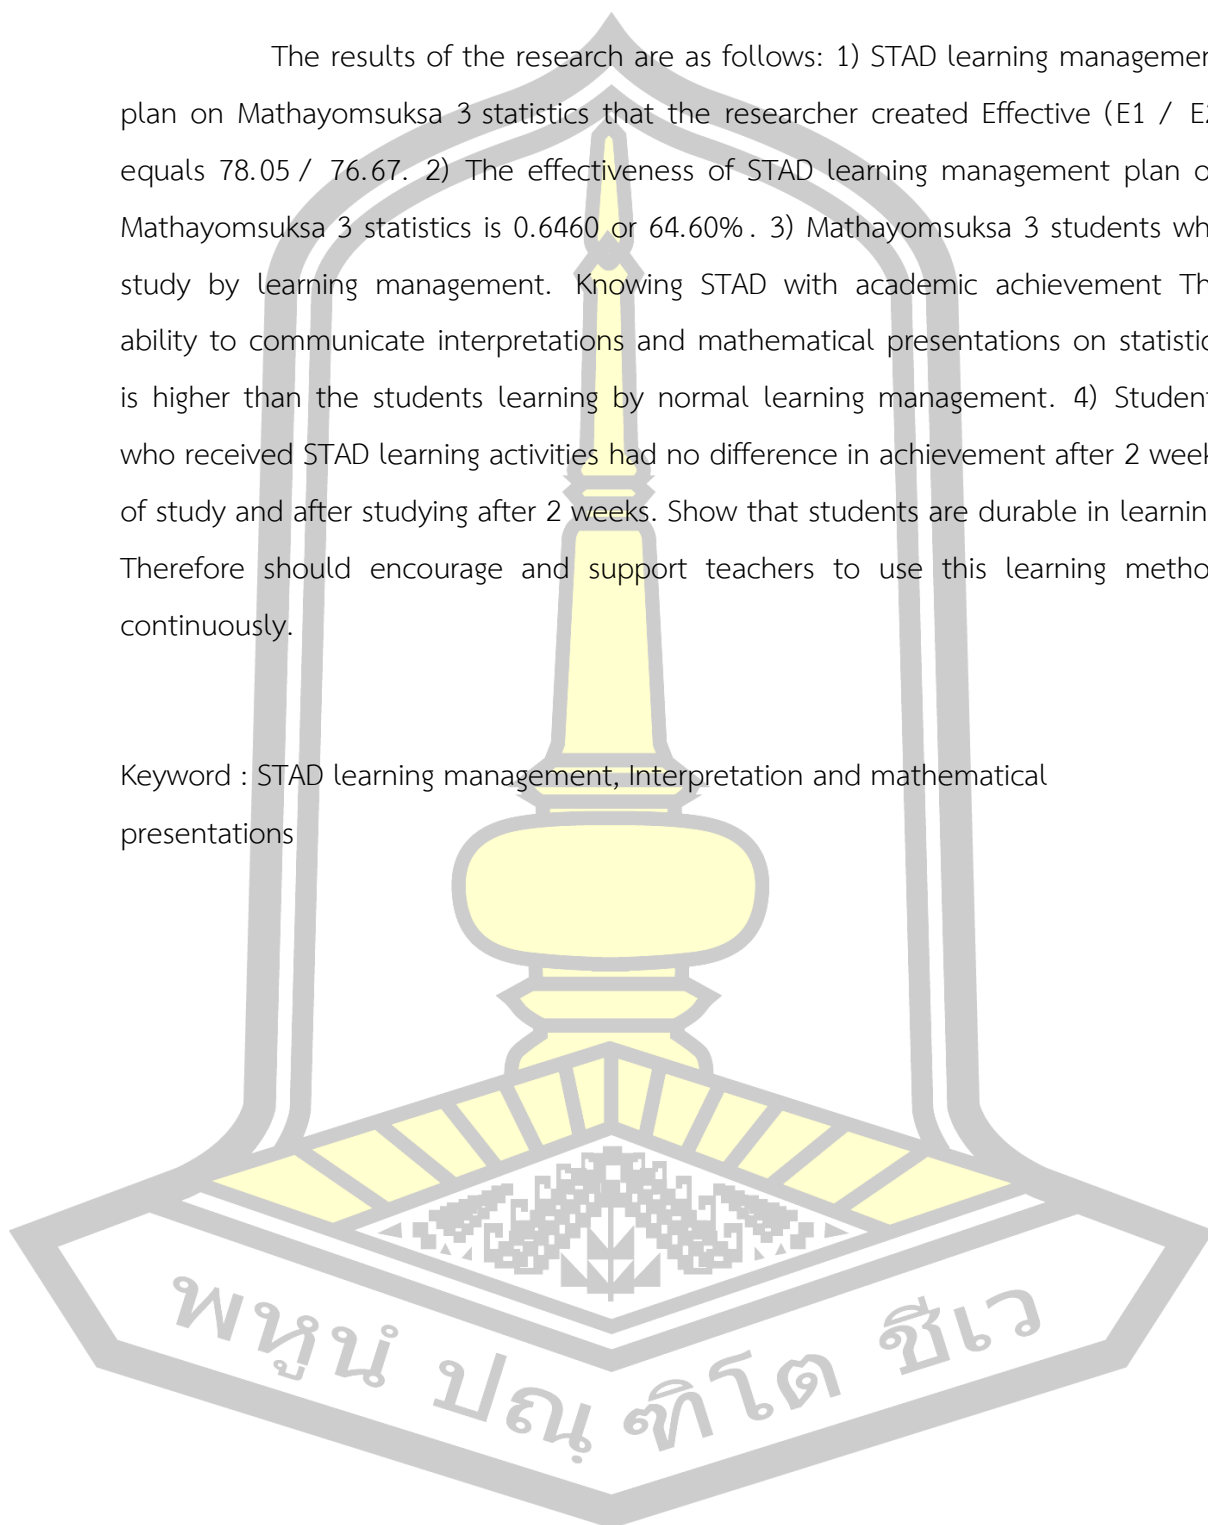 The results of the research are as follows: 1) STAD learning managemen
plan on Mathayomsuksa 3 statistics that the researcher created Effective (E1 / E2
equals 78.05 / 76.67. 2) The effectiveness of STAD learning management plan o
Mathayomsuksa 3 statistics is 0.6460 or 64.60%. 3) Mathayomsuksa 3 students wh
study by learning management. Knowing STAD with academic achievement Th
ability to communicate interpretations and mathematical presentations on statistic
is higher than the students learning by normal learning management. 4) Student
who received STAD learning activities had no difference in achievement after 2 week
of study and after studying after 2 weeks. Show that students are durable in learnin
Therefore should encourage and support teachers to use this learning metho
continuously.
Keyword : STAD learning management, Interpretation and mathematical
presentations
พหูนํ ปณฺฑิโต ชีเว